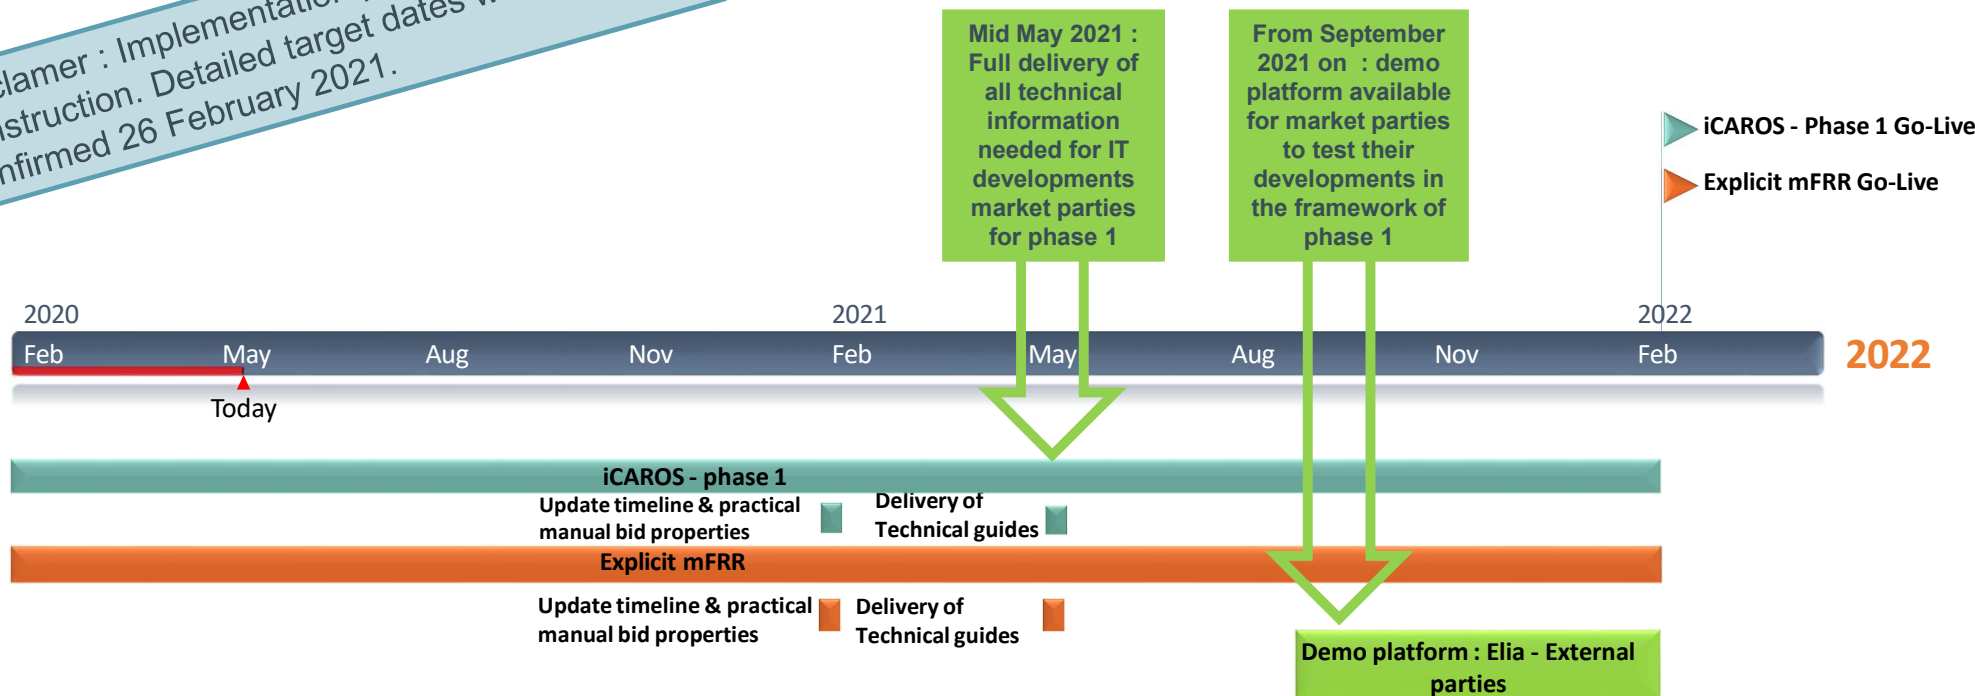 clamer : Implementation
nstruction. Detailed target dates w
nfirmed 26 February 2021.
Mid May 2021 :
Full delivery of
all technical
information
needed for IT
developments
market parties
for phase 1
From September
2021 on : demo
platform available
for market parties
to test their
developments in
the framework of
phase 1
iCAROS - Phase 1 Go-Live
Explicit mFRR Go-Live
2020 2021 2022
Feb May Aug Nov Feb May Aug Nov Feb 2022
Today
iCAROS - phase 1
Update timeline & practical
manual bid properties
Delivery of
Technical guides
Explicit mFRR
Update timeline & practical
manual bid properties
Delivery of
Technical guides
Demo platform : Elia - External
parties